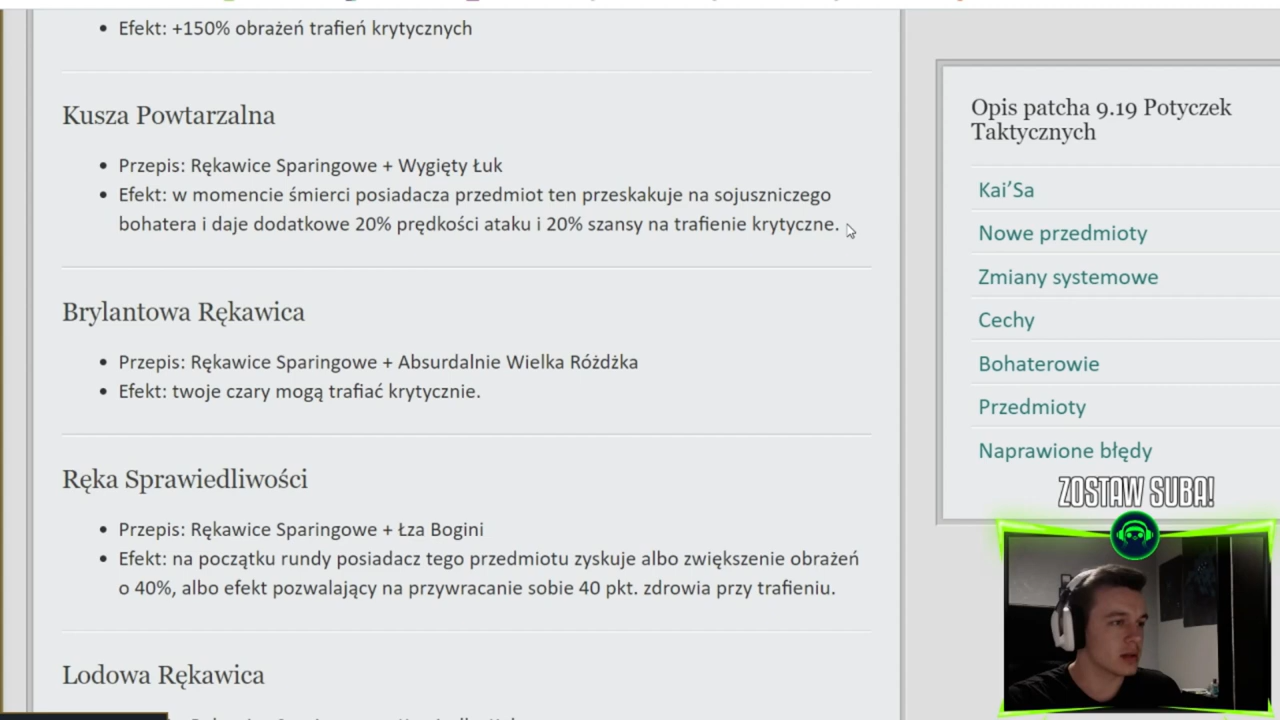 Efekt: +150% obrażeń trafień krytycznych
Kusza Powtarzalna
Przepis: Rękawice Sparingowe + Wygięty Łuk
Efekt: w momencie śmierci posiadacza przedmiot ten przeskakuje na sojuszniczego
bohatera i daje dodatkowe 20% prędkości ataku i 20% szansy na trafienie krytyczne.
Brylantowa Rękawica
Przepis: Rękawice Sparingowe + Absurdalnie Wielka Różdżka
Efekt: twoje czary mogą trafiać krytycznie.
Ręka Sprawiedliwości
Przepis: Rękawice Sparingowe + Łza Bogini
Efekt: na początku rundy posiadacz tego przedmiotu zyskuje albo zwiększenie obrażeń
o 40%, albo efekt pozwalający na przywracanie sobie 40 pkt. zdrowia przy trafieniu.
Lodowa Rękawica
Opis patcha 9.19 Potyczek
Taktycznych
Kai’Sa
Nowe przedmioty
Zmiany systemowe
Cechy
Bohaterowie
Przedmioty
Naprawione błędy
ZOSTAW SUBA!